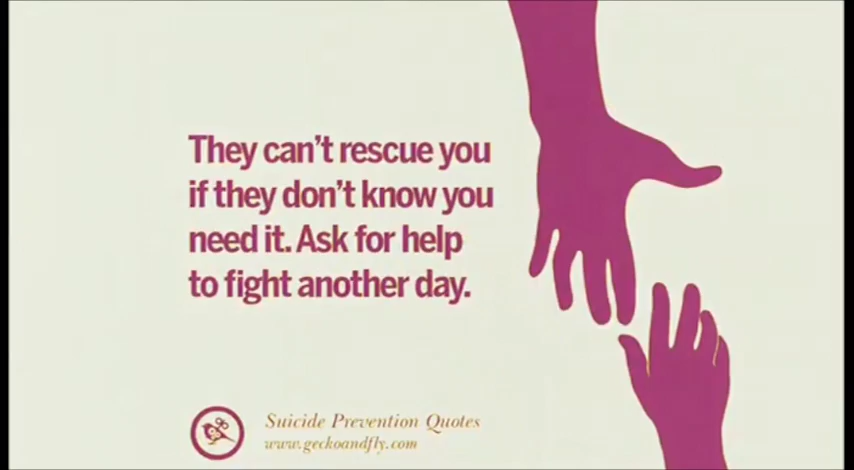 They can't rescue you
if they don't know you
need it. Ask for help
to fight another day.
Suicide Prevention Quotes
www.geckoandfly.com